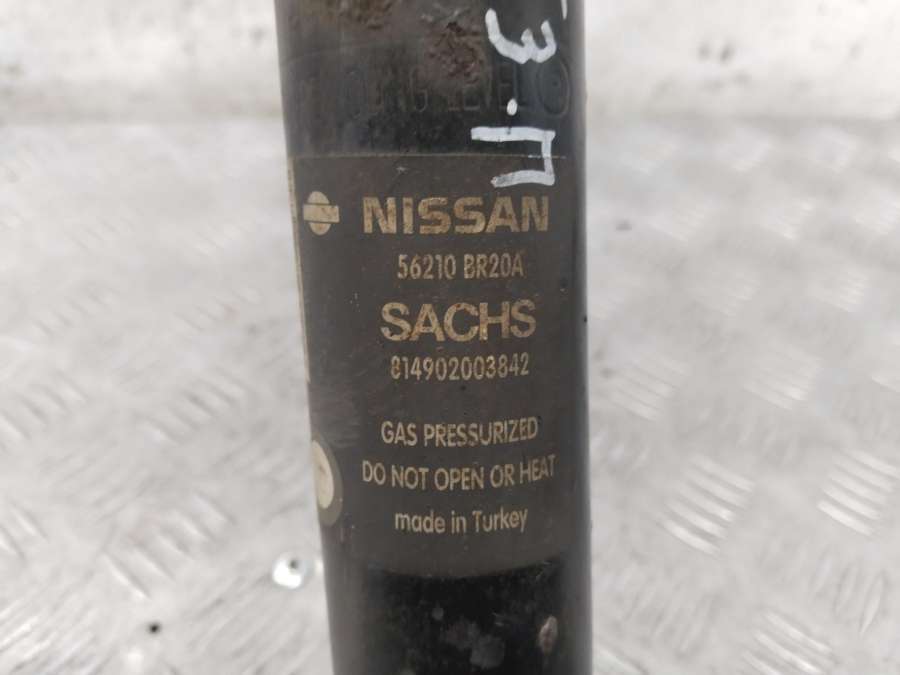 З.П
NISSAN
56210 BR20A
SACHS
814902003842
GAS PRESSURIZED
DO NOT OPEN OR HEAT
made in Turkey